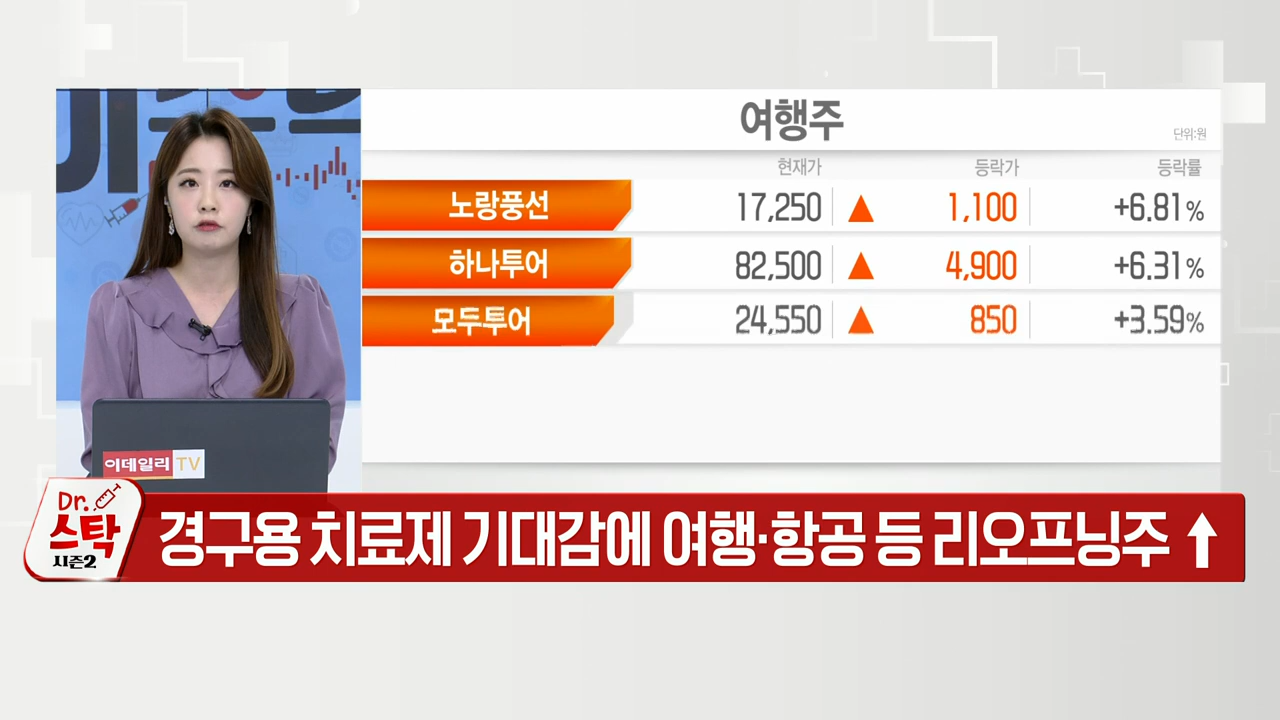 여행주
단위:원
현재가 등락가 등락률
노랑풍선 17,250 ▲ 1,100 +6.81%
하나투어 82,500 ▲ 4,900 +6.31%
모두투어 24,550 ▲ 850 +3.59%
이데일리 TV
Dr.
스탁
시즌2
경구용 치료제 기대감에 여행·항공 등 리오프닝주 ↑